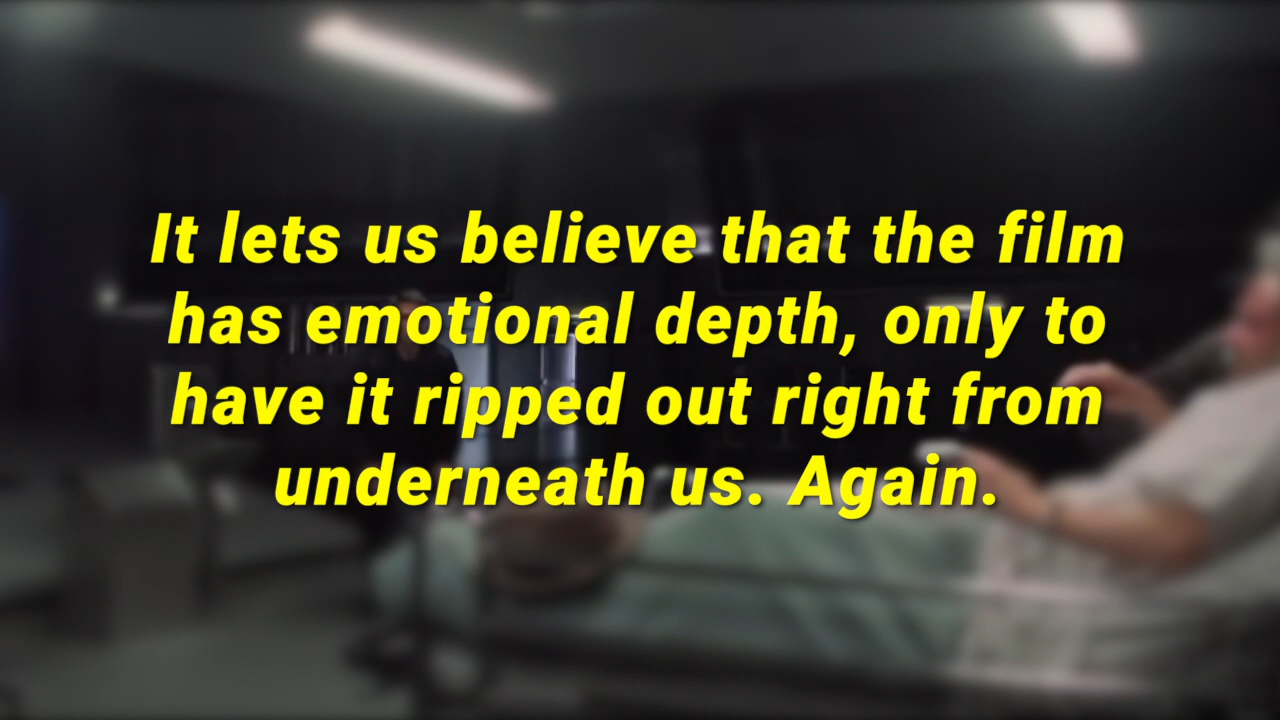 It lets us believe that the film
has emotional depth, only to
have it ripped out right from
underneath us. Again.